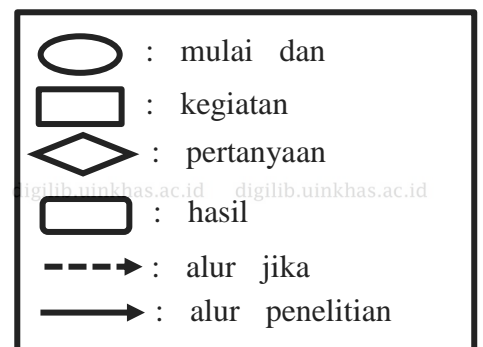 : mulai dan
: kegiatan
: pertanyaan
digilib.uinkhas.ac.id digilib.uinkhas.ac.id
: hasil
: alur jika
: alur penelitian